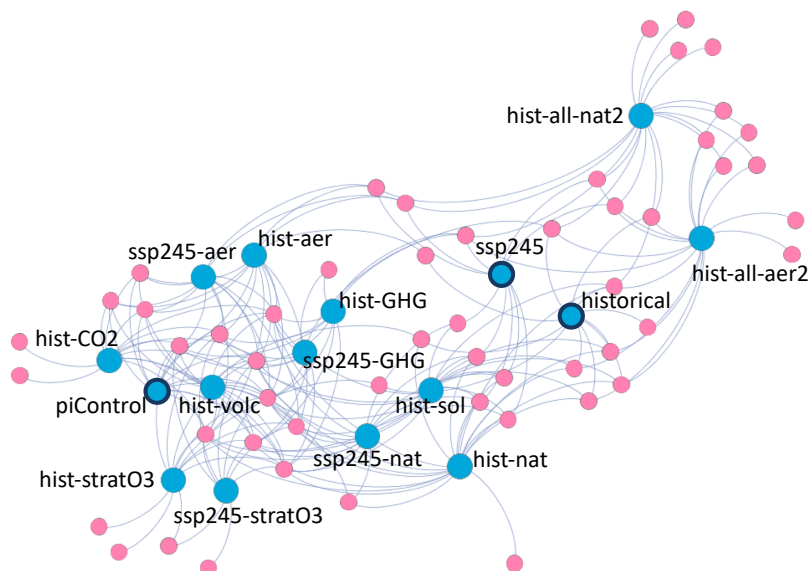 hist-all-nat2
hist-aer
ssp245
ssp245-aer
hist-all-aer2
hist-GHG
historical
hist-CO2
ssp245-GHG
piControl
hist-volc
hist-sol
ssp245-nat
hist-nat
hist-stratO3
ssp245-stratO3